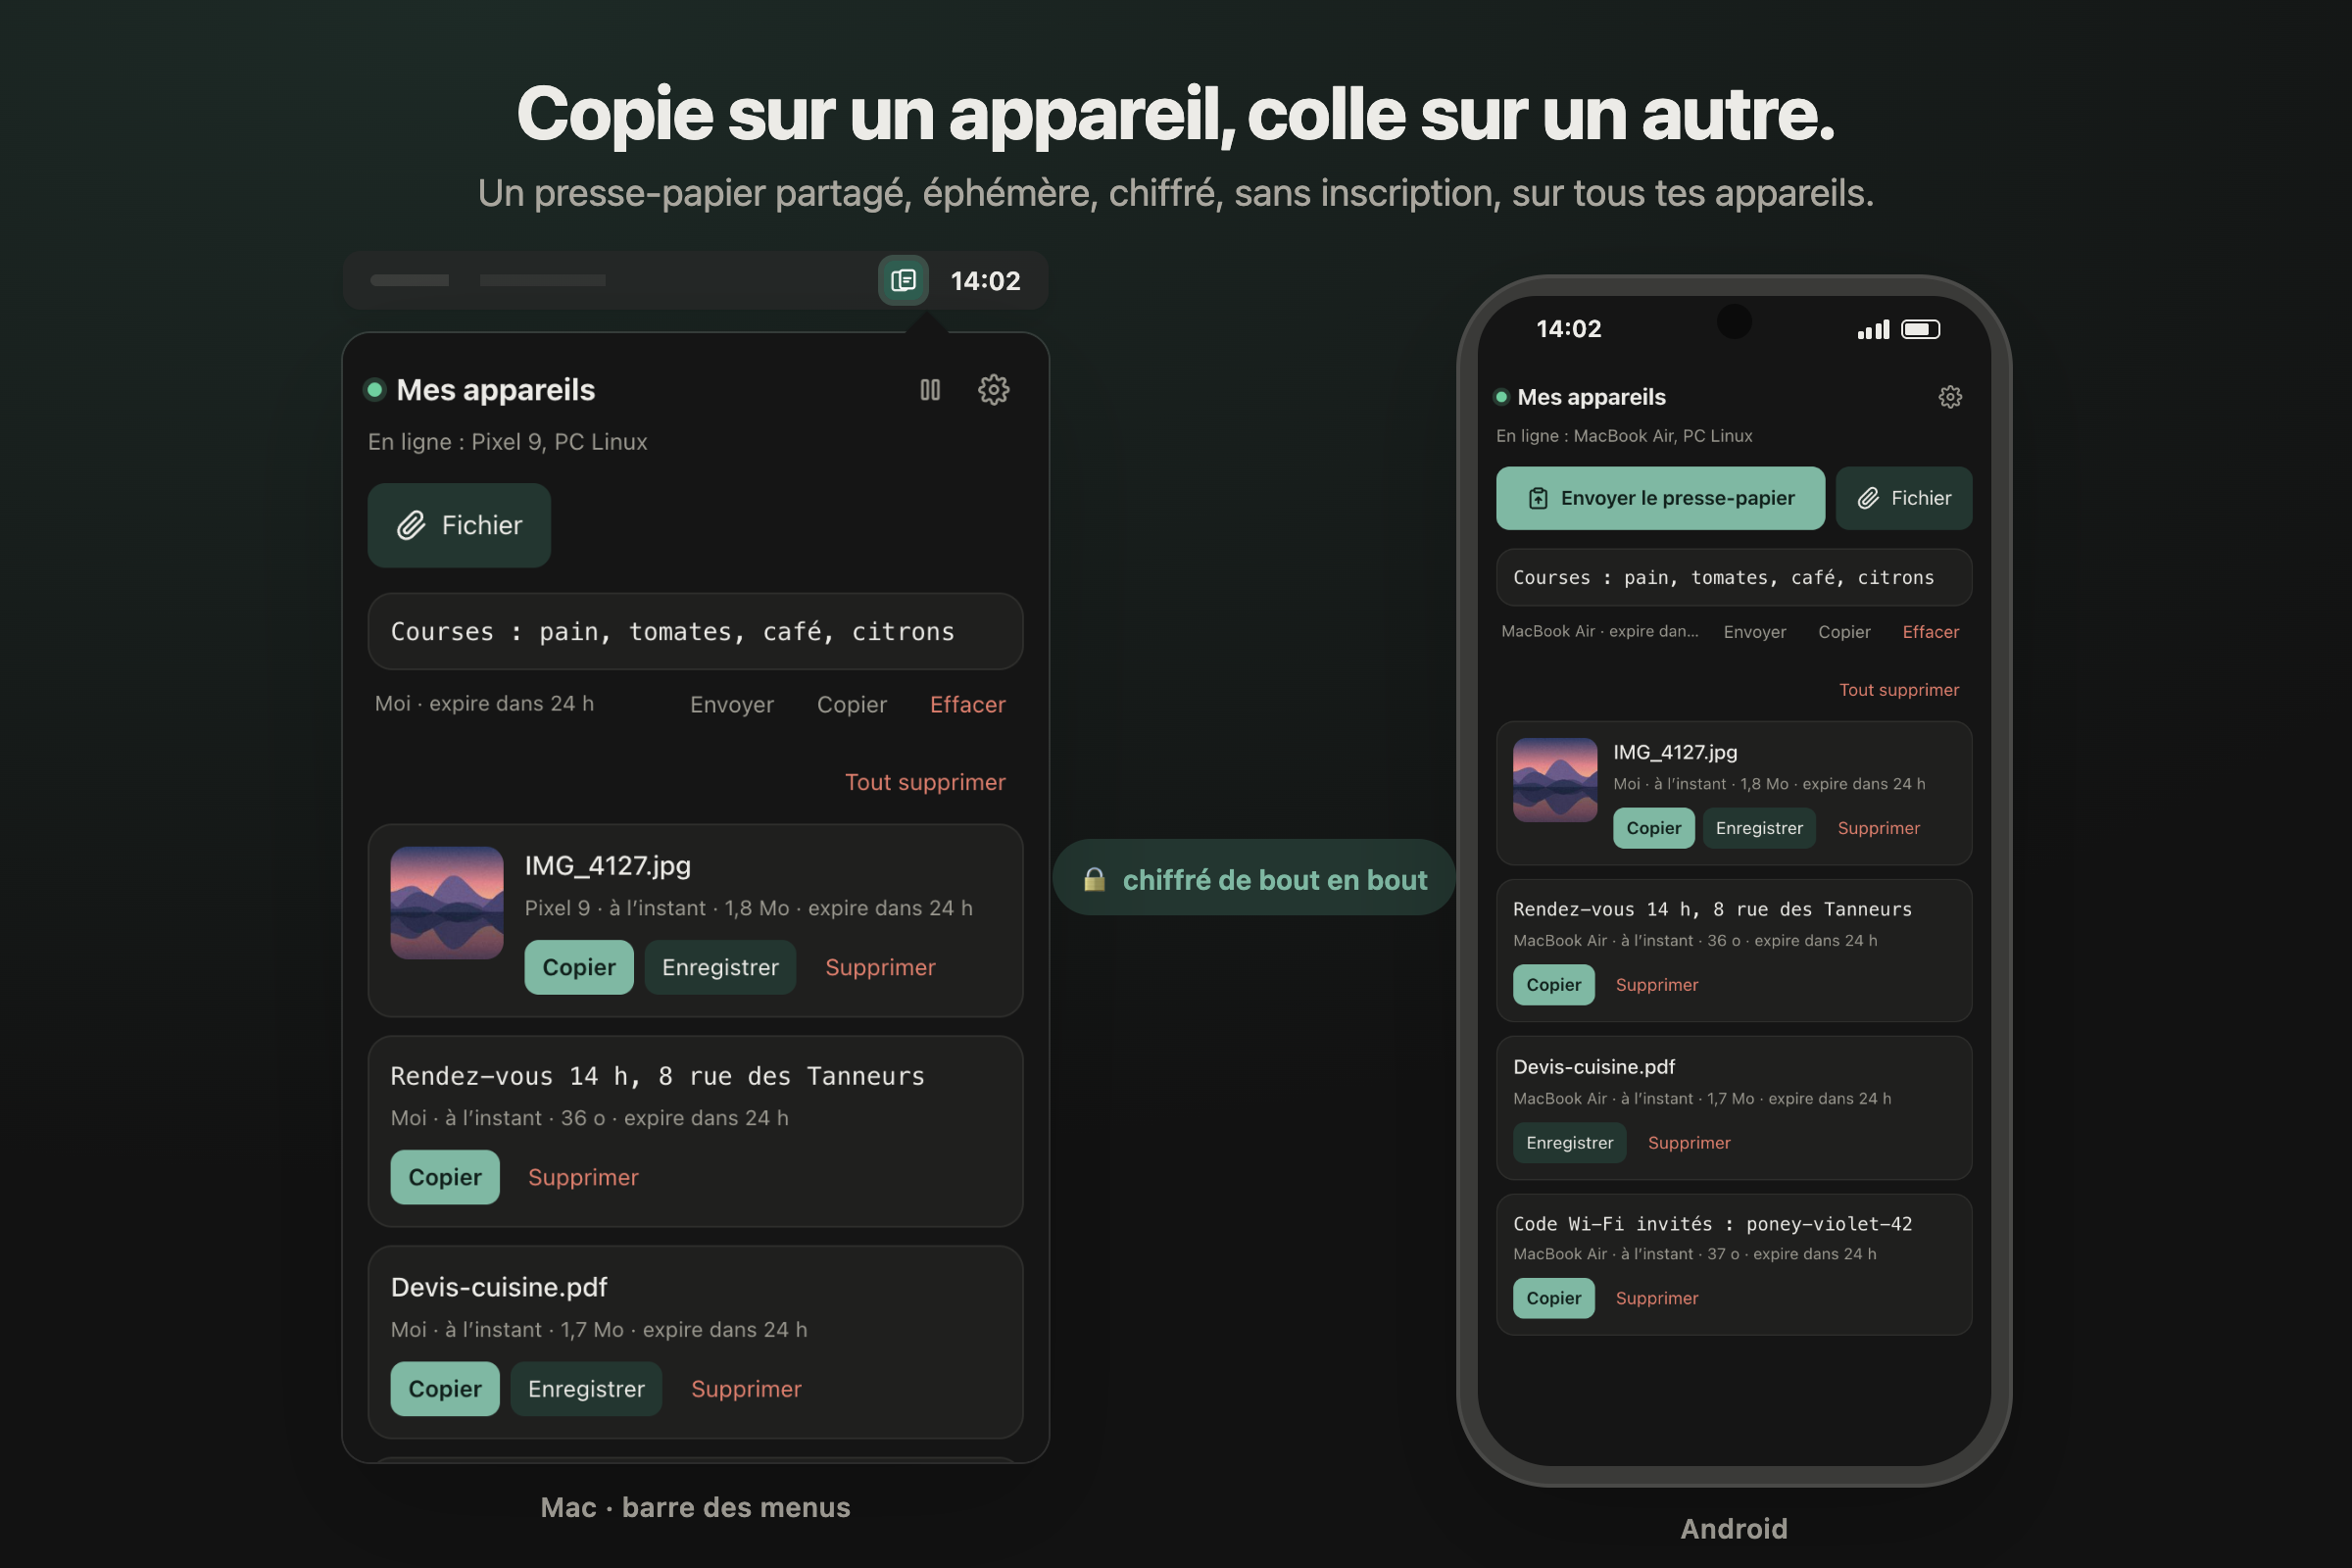 Copie sur un appareil, colle sur un autre.
Un presse-papier partagé, éphémère, chiffré, sans inscription, sur tous tes appareils.
14:02
Mes appareils
En ligne : Pixel 9, PC Linux
Fichier
Courses : pain, tomates, café, citrons
Moi · expire dans 24 h Envoyer Copier Effacer
Tout supprimer
IMG_4127.jpg
Pixel 9 · à l’instant · 1,8 Mo · expire dans 24 h
Copier Enregistrer Supprimer
Rendez-vous 14 h, 8 rue des Tanneurs
Moi · à l’instant · 36 o · expire dans 24 h
Copier Supprimer
Devis-cuisine.pdf
Moi · à l’instant · 1,7 Mo · expire dans 24 h
Copier Enregistrer Supprimer
Mac · barre des menus
chiffré de bout en bout
14:02
Mes appareils
En ligne : MacBook Air, PC Linux
Envoyer le presse-papier Fichier
Courses : pain, tomates, café, citrons
MacBook Air · expire dan... Envoyer Copier Effacer
Tout supprimer
IMG_4127.jpg
Moi · à l’instant · 1,8 Mo · expire dans 24 h
Copier Enregistrer Supprimer
Rendez-vous 14 h, 8 rue des Tanneurs
MacBook Air · à l’instant · 36 o · expire dans 24 h
Copier Supprimer
Devis-cuisine.pdf
MacBook Air · à l’instant · 1,7 Mo · expire dans 24 h
Enregistrer Supprimer
Code Wi-Fi invités : poney-violet-42
MacBook Air · à l’instant · 37 o · expire dans 24 h
Copier Supprimer
Android